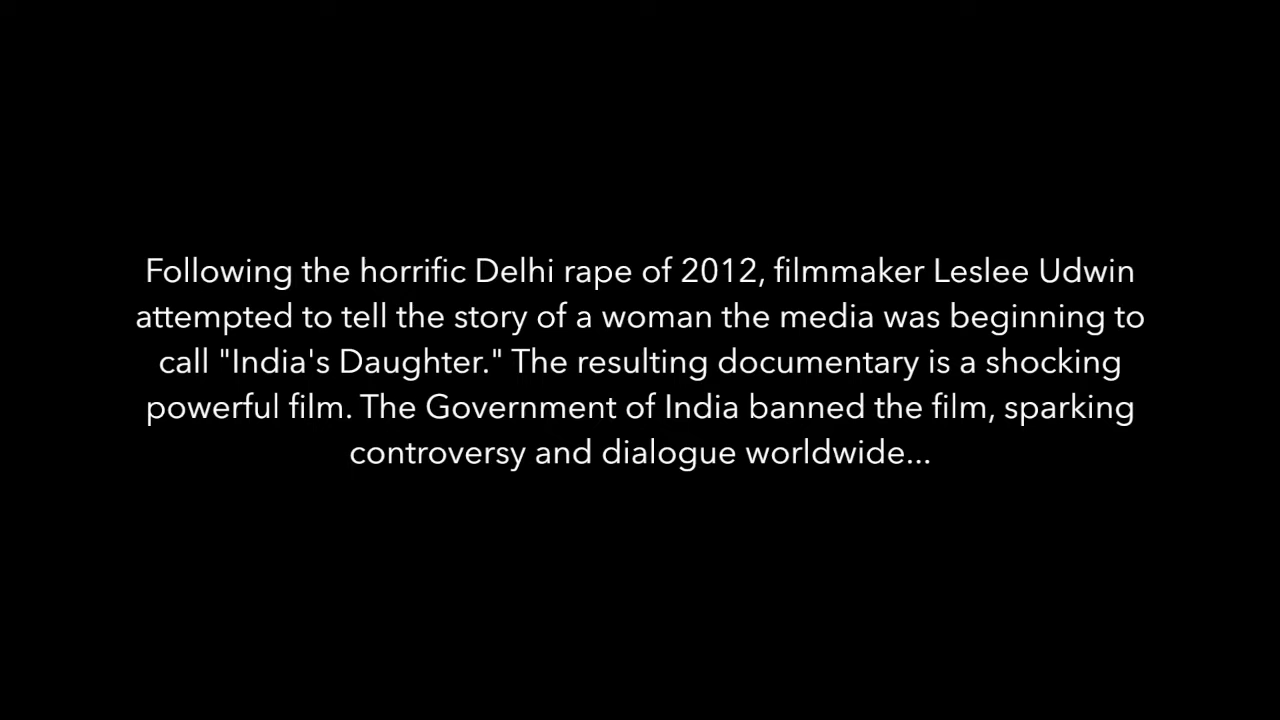 Following the horrific Delhi rape of 2012, filmmaker Leslee Udwin
attempted to tell the story of a woman the media was beginning to
call "India's Daughter." The resulting documentary is a shocking
powerful film. The Government of India banned the film, sparking
controversy and dialogue worldwide...